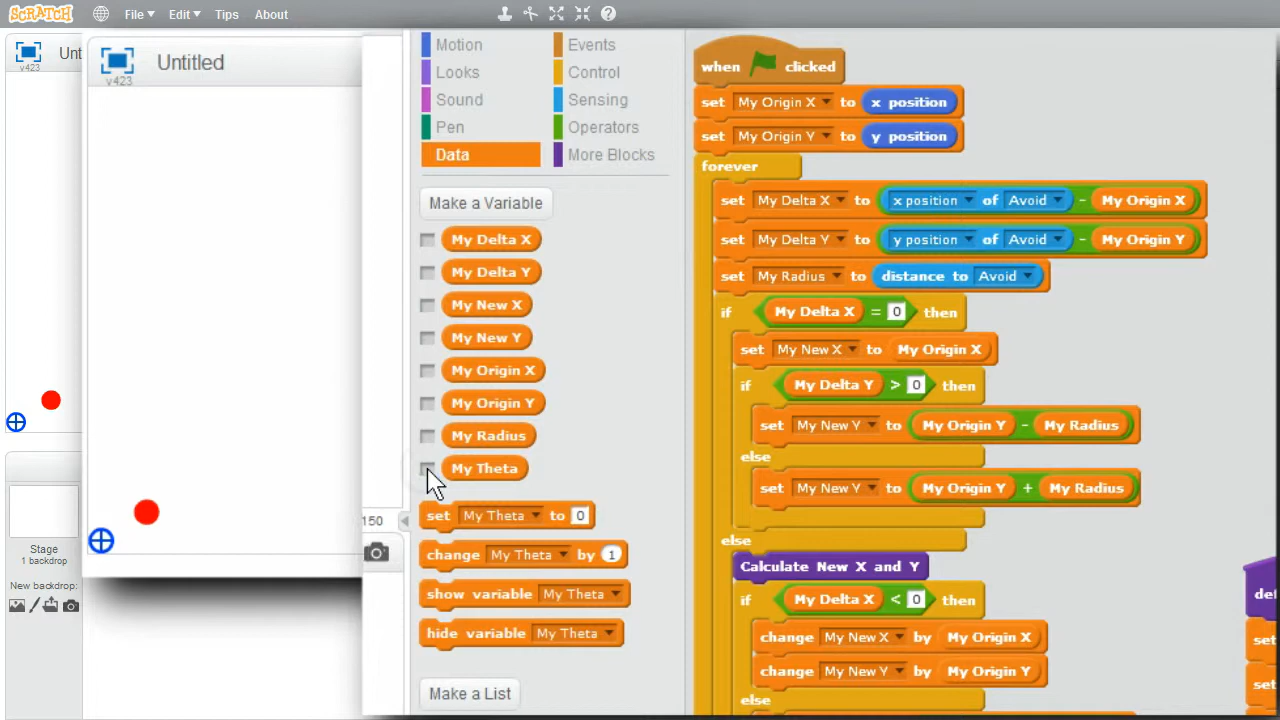 SCRATCH File Edit Tips About
v423 Unt
v423 Untitled
Stage
1 backdrop
New backdrop:
150
Motion Events
Looks Control
Sound Sensing
Pen Operators
Data More Blocks
Make a Variable
My Delta X
My Delta Y
My New X
My New Y
My Origin X
My Origin Y
My Radius
My Theta
set My Theta to 0
change My Theta by 1
show variable My Theta
hide variable My Theta
Make a List
when clicked
set My Origin X to x position
set My Origin Y to y position
forever
set My Delta X to x position of Avoid - My Origin X
set My Delta Y to y position of Avoid - My Origin Y
set My Radius to distance to Avoid
if My Delta X = 0 then
set My New X to My Origin X
if My Delta Y > 0 then
set My New Y to My Origin Y - My Radius
else
set My New Y to My Origin Y + My Radius
else
Calculate New X and Y
if My Delta X < 0 then
change My New X by My Origin X
change My New Y by My Origin Y
else
def
set
set